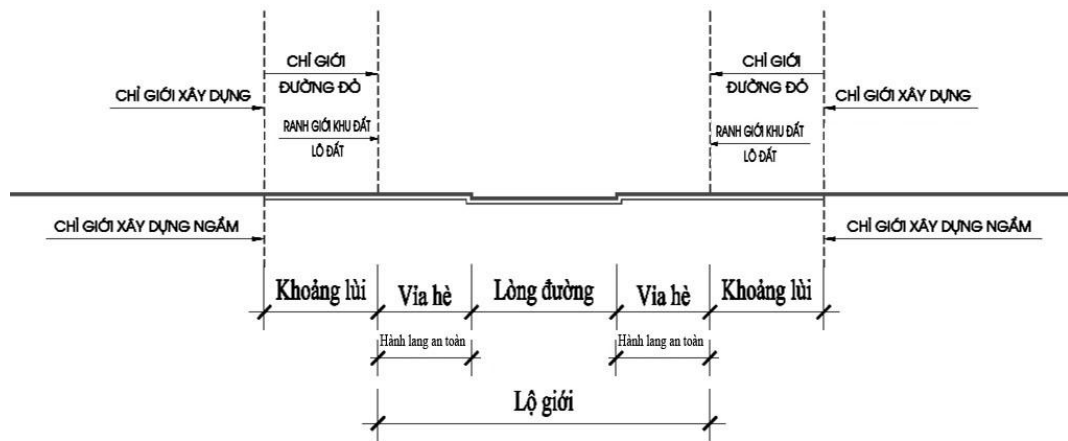 CHỈ GIỚI
ĐƯỜNG ĐỎ
CHỈ GIỚI XÂY DỰNG
RANH GIỚI KHU ĐẤT
LÔ ĐẤT
CHỈ GIỚI
ĐƯỜNG ĐỎ
CHỈ GIỚI XÂY DỰNG
RANH GIỚI KHU ĐẤT
LÔ ĐẤT
CHỈ GIỚI XÂY DỰNG NGẦM
CHỈ GIỚI XÂY DỰNG NGẦM
Khoảng lùi
Vỉa hè
Lòng đường
Vỉa hè
Khoảng lùi
Hành lang an toàn
Hành lang an toàn
Lộ giới